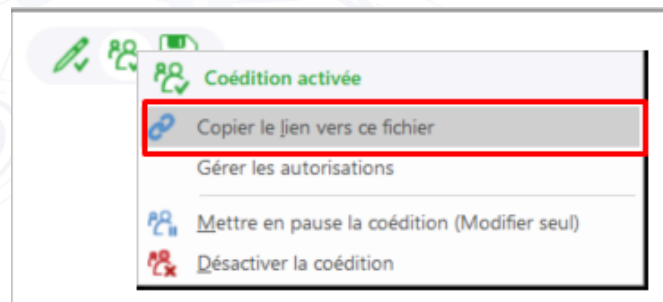 Coédition activée
Copier le lien vers ce fichier
Gérer les autorisations
Mettre en pause la coédition (Modifier seul)
Désactiver la coédition